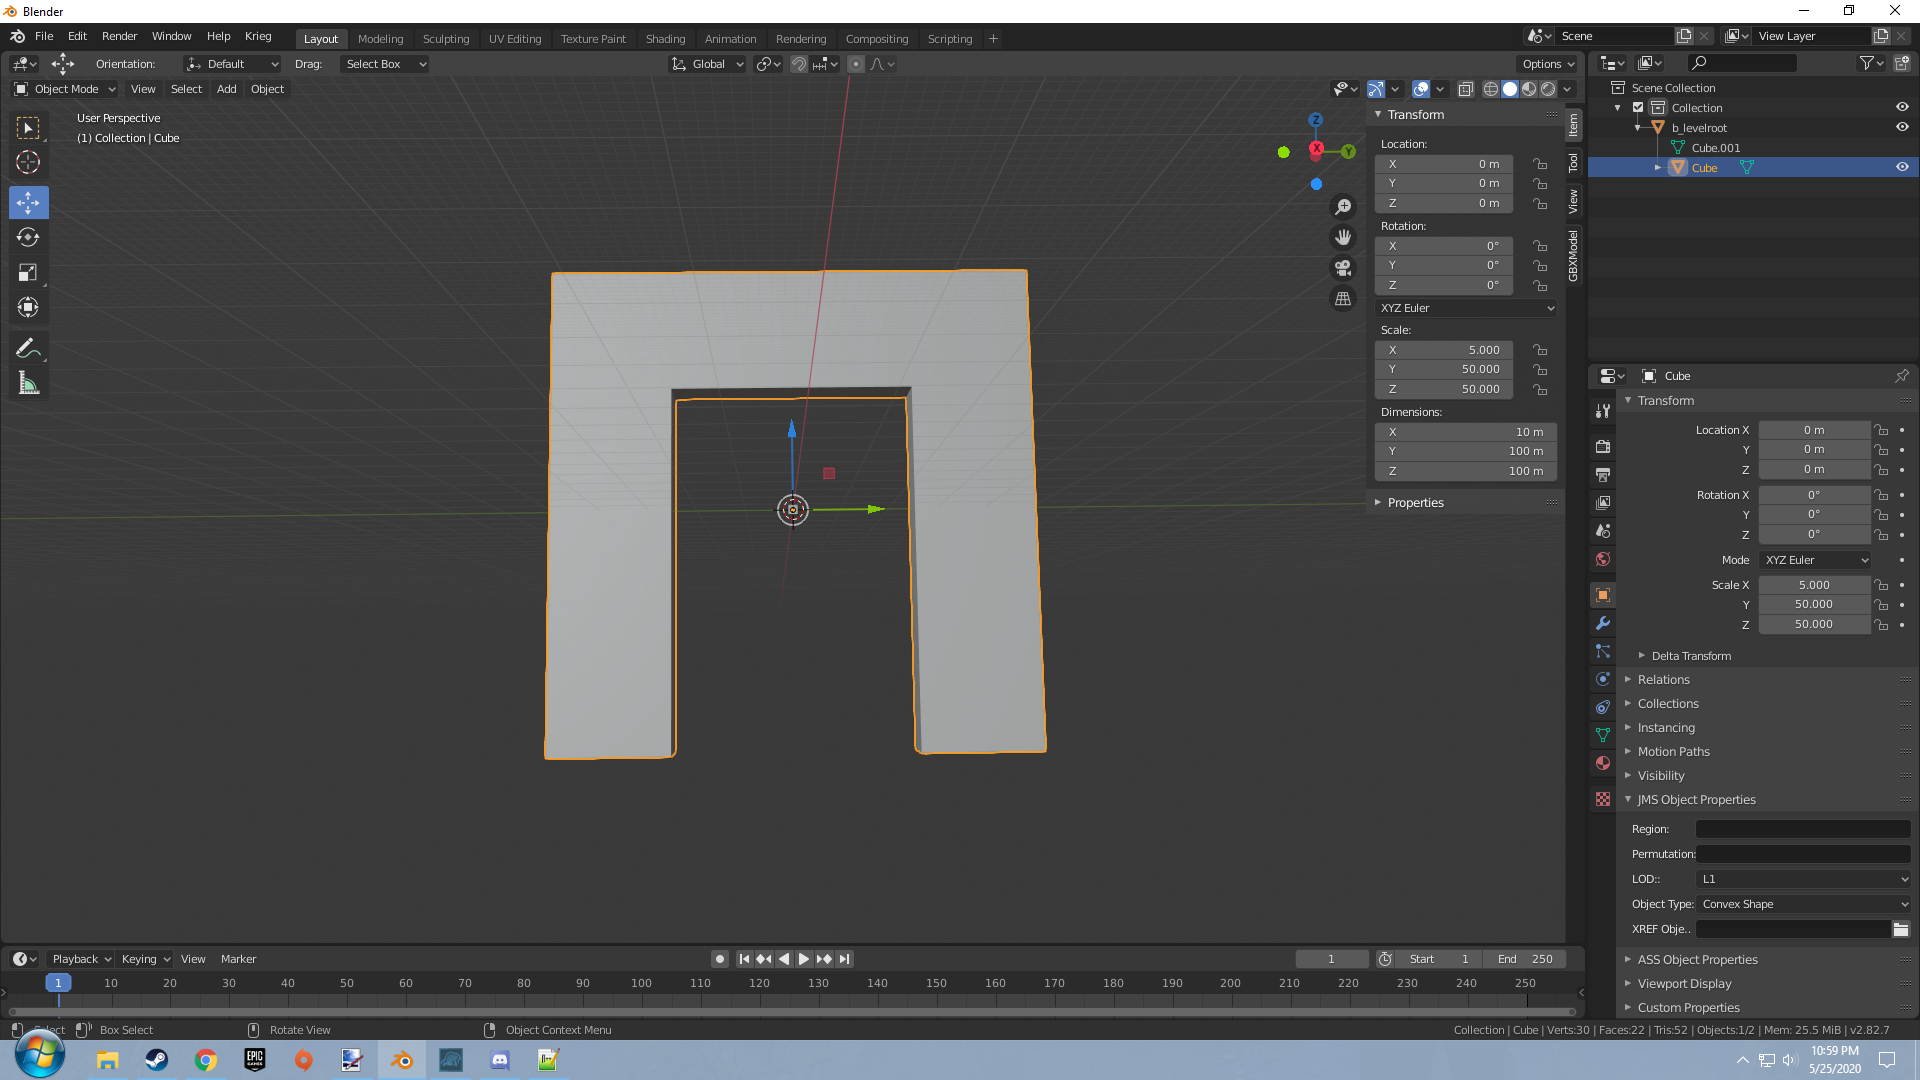 Blender
File Edit Render Window Help Krieg Layout Modeling Sculpting UV Editing Texture Paint Shading Animation Rendering Compositing Scripting + Scene View Layer
Orientation: Default Drag: Select Box Global Options
Object Mode View Select Add Object
User Perspective
(1) Collection | Cube
Z
X
Y
Transform
Location:
X 0 m
Y 0 m
Z 0 m
Rotation:
X 0°
Y 0°
Z 0°
XYZ Euler
Scale:
X 5.000
Y 50.000
Z 50.000
Dimensions:
X 10 m
Y 100 m
Z 100 m
Properties
Item
Tool
View
GBXModel
Scene Collection
Collection
b_levelroot
Cube.001
Cube
Cube
Transform
Location X 0 m
Y 0 m
Z 0 m
Rotation X 0°
Y 0°
Z 0°
Mode XYZ Euler
Scale X 5.000
Y 50.000
Z 50.000
Delta Transform
Relations
Collections
Instancing
Motion Paths
Visibility
JMS Object Properties
Region:
Permutation:
LOD:: L1
Object Type: Convex Shape
XREF Obje..
ASS Object Properties
Viewport Display
Custom Properties
Playback Keying View Marker 1 Start 1 End 250
1 10 20 30 40 50 60 70 80 90 100 110 120 130 140 150 160 170 180 190 200 210 220 230 240 250
Select Box Select Rotate View Object Context Menu Collection | Cube | Verts:30 | Faces:22 | Tris:52 | Objects:1/2 | Mem: 25.5 MiB | v2.82.7
EPIC
GAMES
10:59 PM
5/25/2020